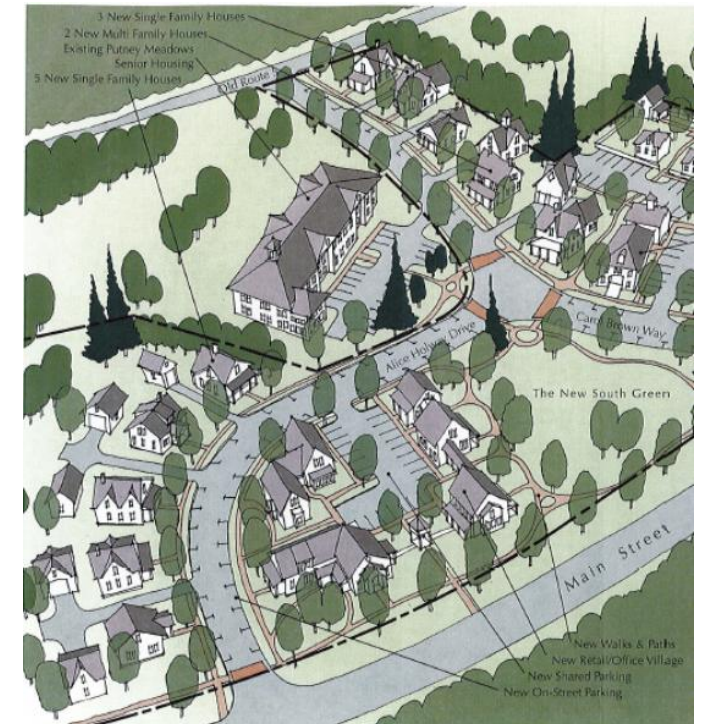 3 New Single Family Houses
2 New Multi Family Houses
Existing Putney Meadows
Senior Housing
5 New Single Family Houses
Old Route 5
Alice Holway Drive
Carol Brown Way
The New South Green
Main Street
New Walks & Paths
New Retail/Office Village
New Shared Parking
New On-Street Parking